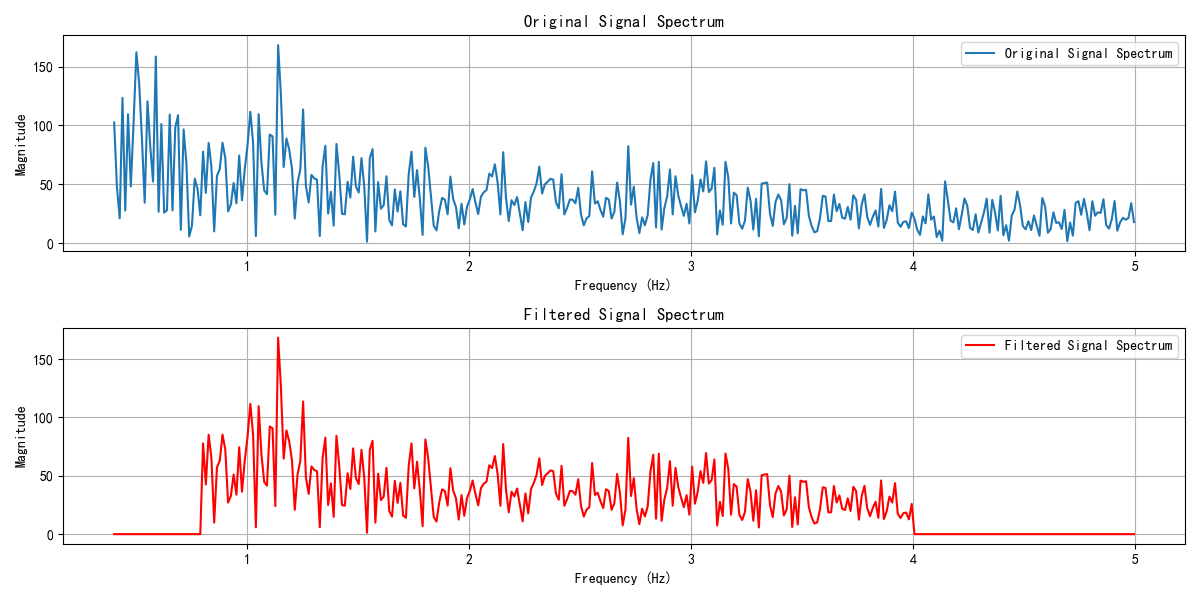 Original Signal Spectrum
Original Signal Spectrum
Magnitude
150
100
50
0
1
2
3
4
5
Frequency (Hz)
Filtered Signal Spectrum
Filtered Signal Spectrum
Magnitude
150
100
50
0
1
2
3
4
5
Frequency (Hz)